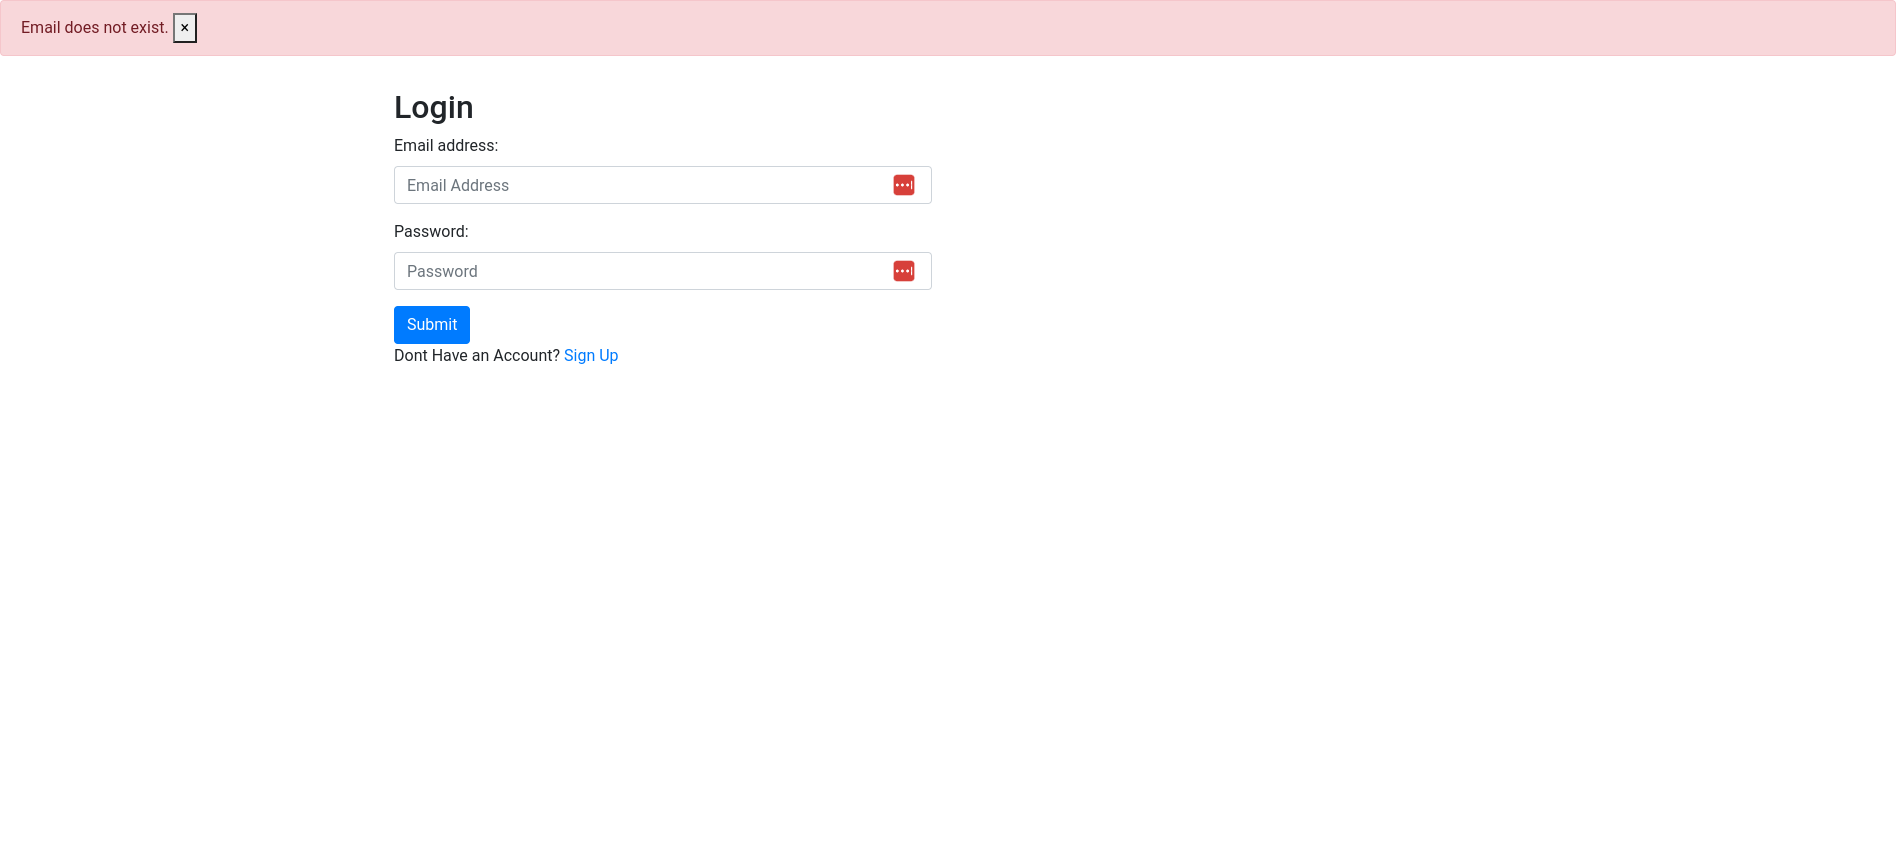 Email does not exist. ×
Login
Email address:
Email Address
Password:
Password
Submit
Dont Have an Account? Sign Up